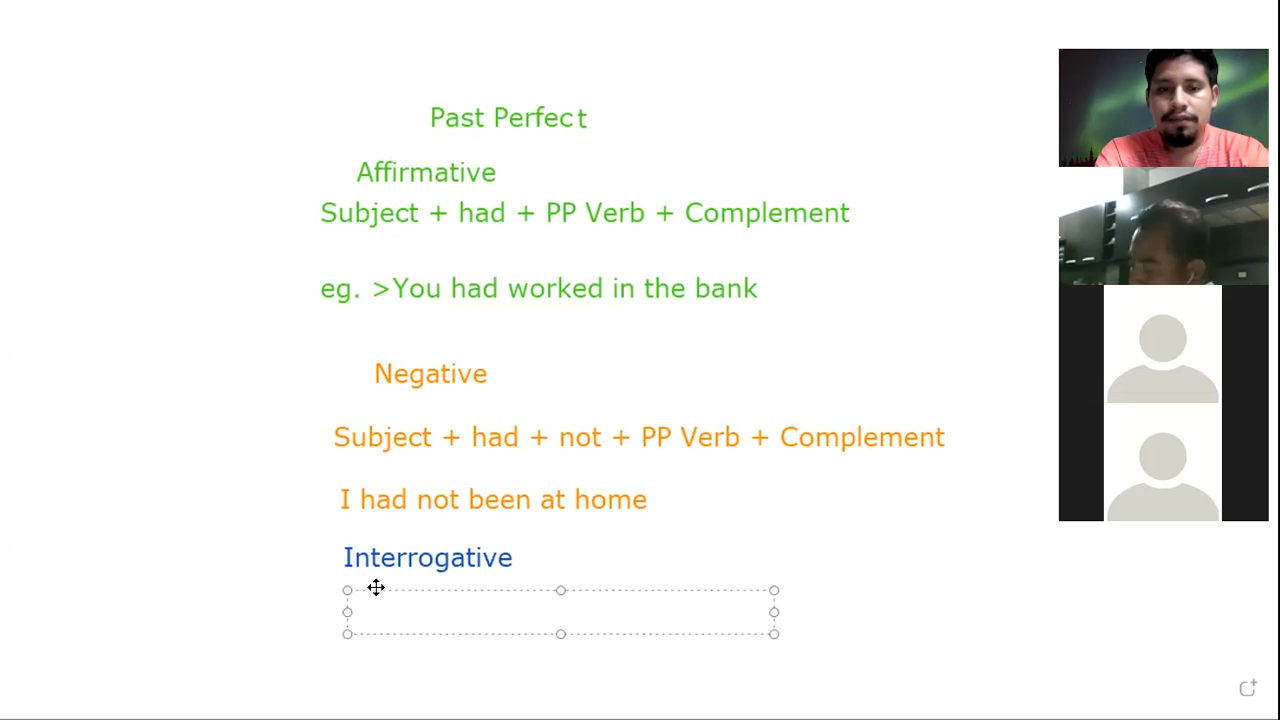 Past Perfect
Affirmative
Subject + had + PP Verb + Complement
eg. >You had worked in the bank
Negative
Subject + had + not + PP Verb + Complement
I had not been at home
Interrogative